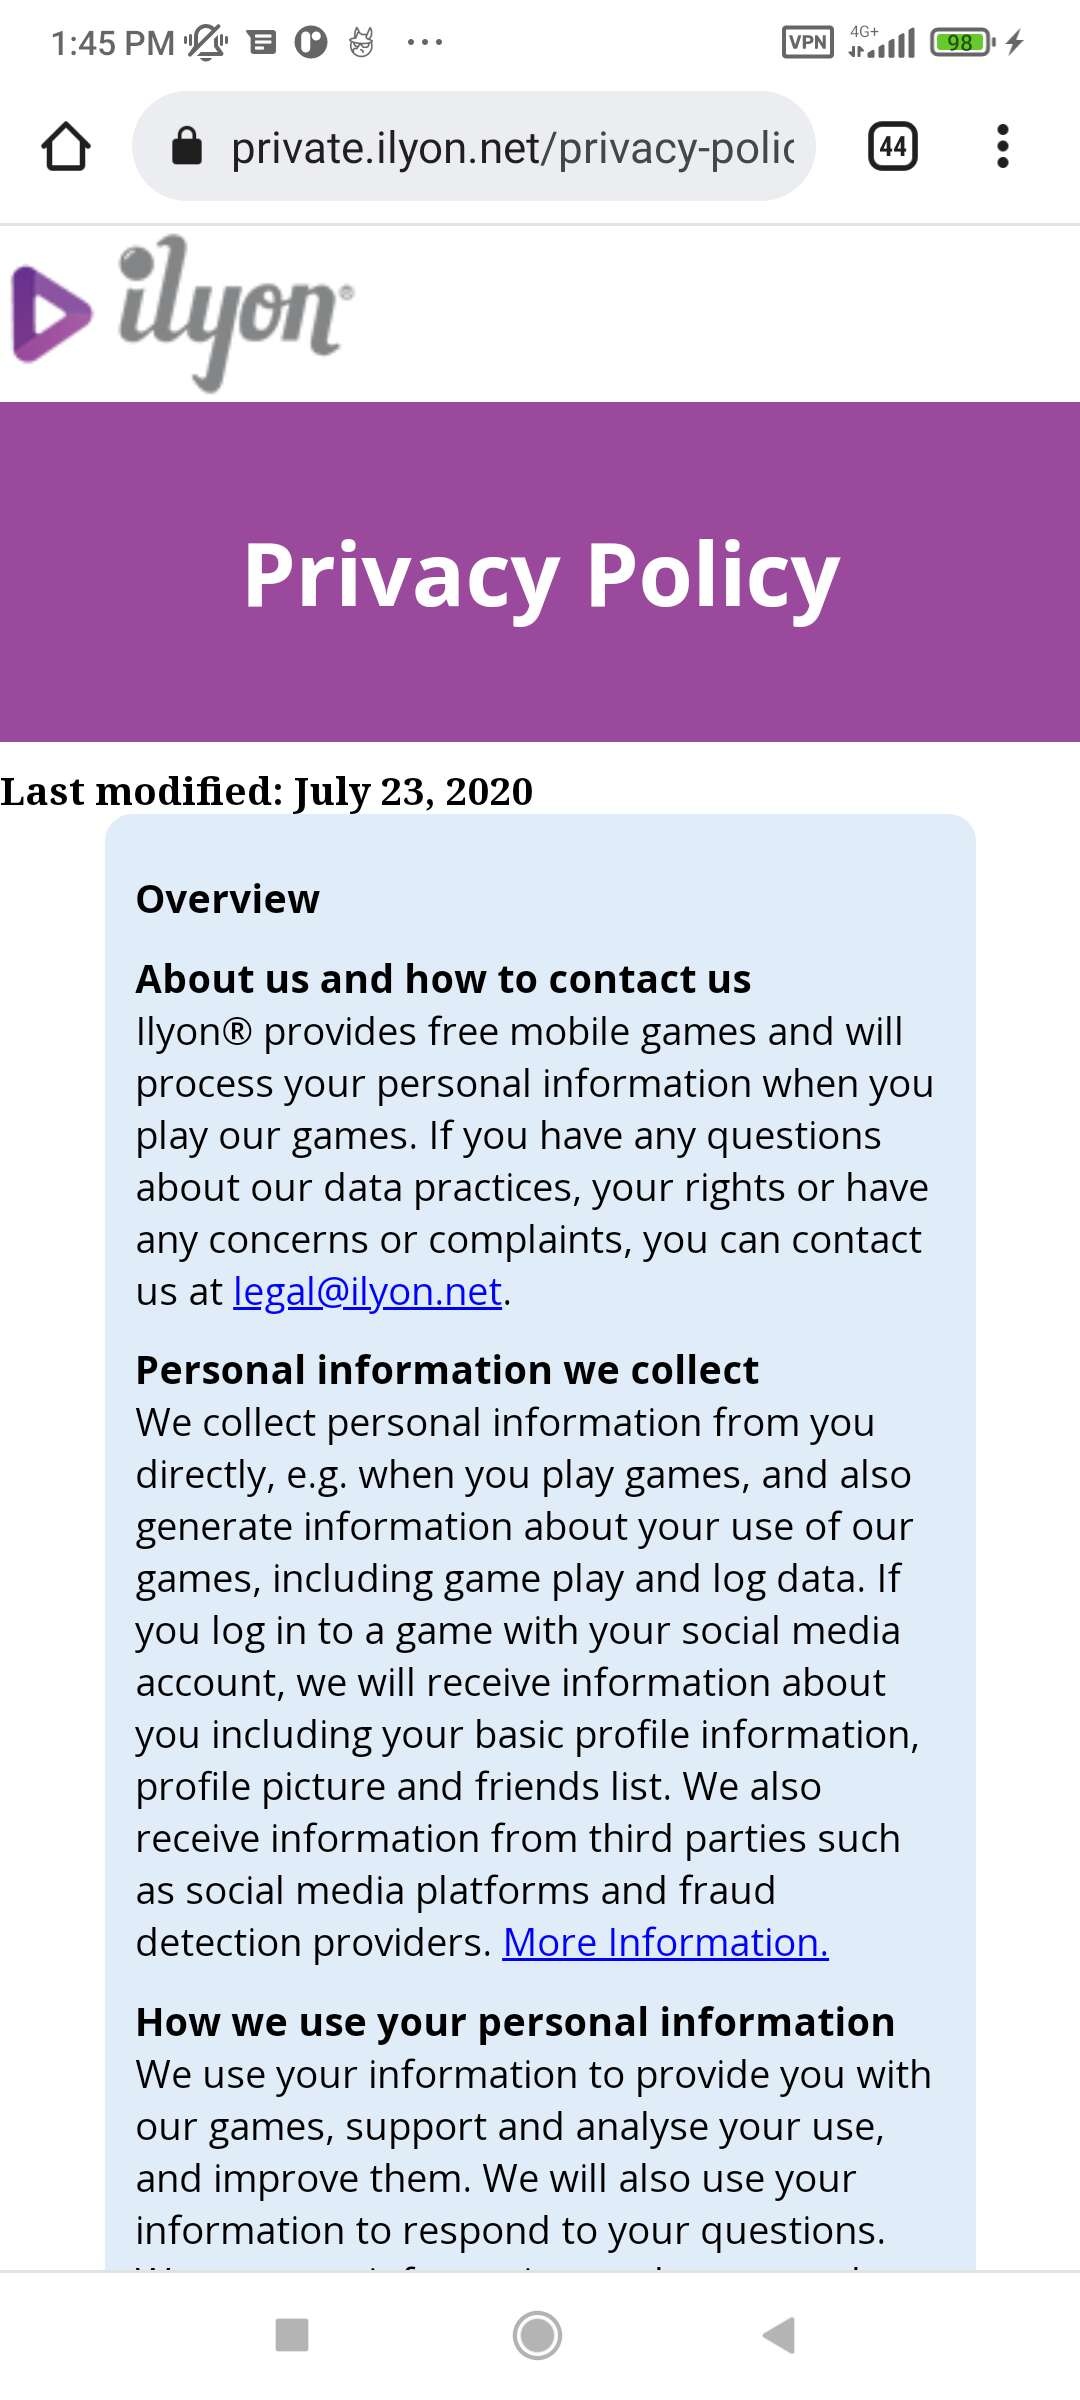 1:45 PM
VPN
4G+
98
private.ilyon.net/privacy-polic
44
ilyon®
Privacy Policy
Last modified: July 23, 2020
Overview
About us and how to contact us
Ilyon® provides free mobile games and will
process your personal information when you
play our games. If you have any questions
about our data practices, your rights or have
any concerns or complaints, you can contact
us at legal@ilyon.net.
Personal information we collect
We collect personal information from you
directly, e.g. when you play games, and also
generate information about your use of our
games, including game play and log data. If
you log in to a game with your social media
account, we will receive information about
you including your basic profile information,
profile picture and friends list. We also
receive information from third parties such
as social media platforms and fraud
detection providers. More Information.
How we use your personal information
We use your information to provide you with
our games, support and analyse your use,
and improve them. We will also use your
information to respond to your questions.